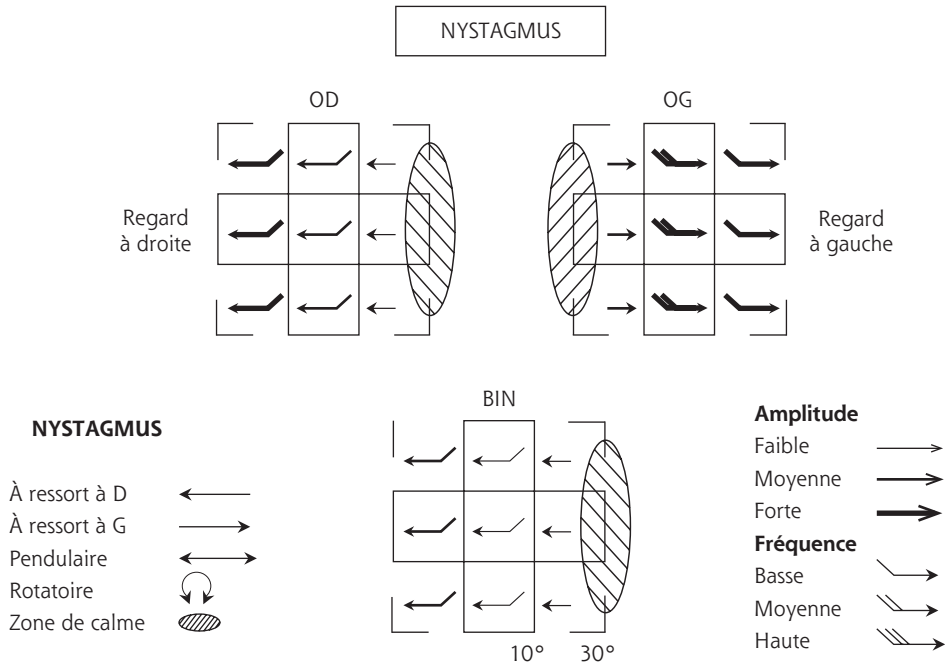 NYSTAGMUS
OD
OG
Regard
à droite
Regard
à gauche
BIN
10°
30°
NYSTAGMUS
À ressort à D
À ressort à G
Pendulaire
Rotatoire
Zone de calme
Amplitude
Faible
Moyenne
Forte
Fréquence
Basse
Moyenne
Haute